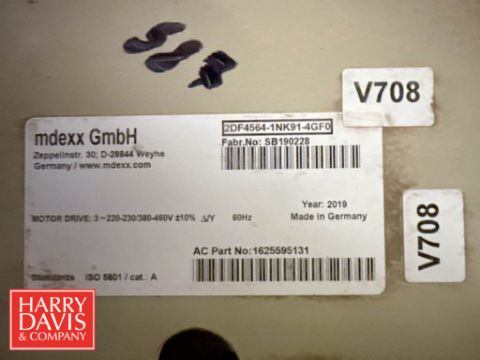 mdexx GmbH
Zeppelinstr. 30; D-28844 Weyhe
Germany / www.mdexx.com
2DF4564-1NK91-4GF0
Fabr.No: SB190228
Year: 2019
MOTOR DRIVE: 3~220-230/380-460V ±10% Δ/Y 60Hz
Made in Germany
AC Part No:1625595131
Standards ISO 5801 / cat.: A
V708
V708
HARRY
DAVIS
& COMPANY